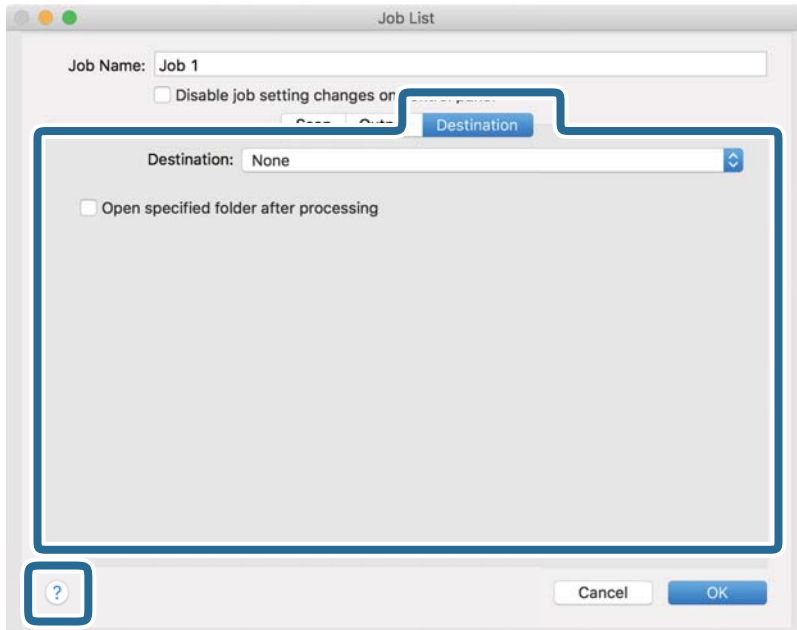 Job List
Job Name: Job 1
Disable job setting changes on
Destination
Destination: None
Open specified folder after processing
?
Cancel OK